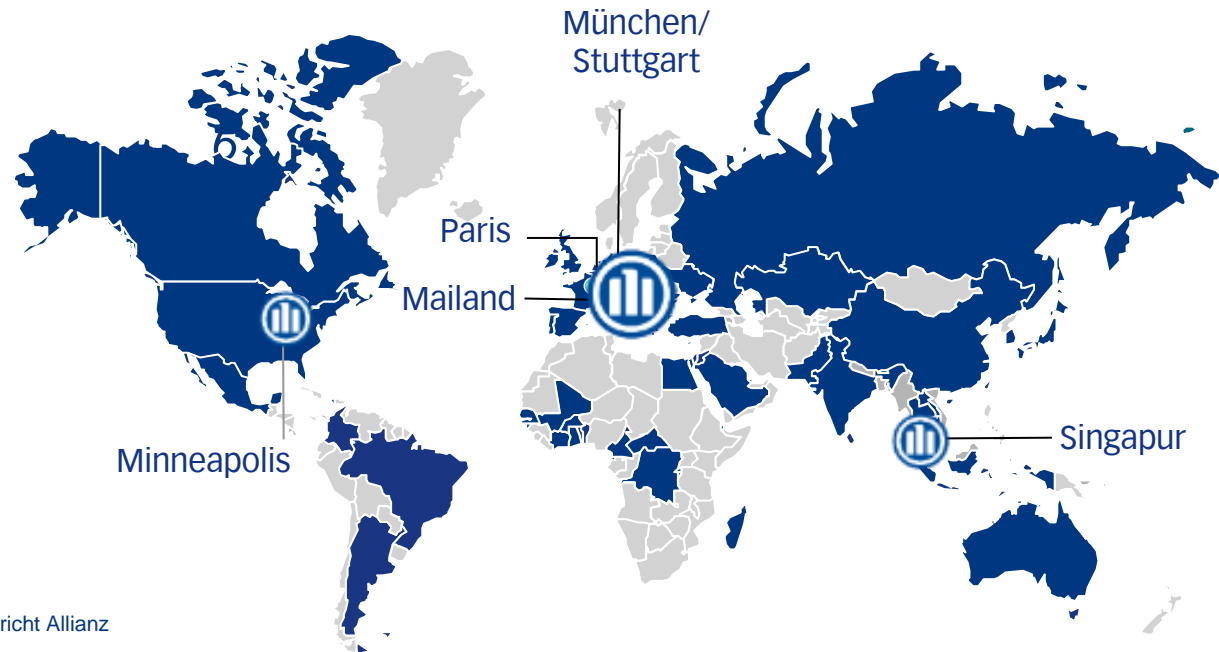 München/
Stuttgart
Paris
Mailand
Minneapolis
Singapur
richt Allianz